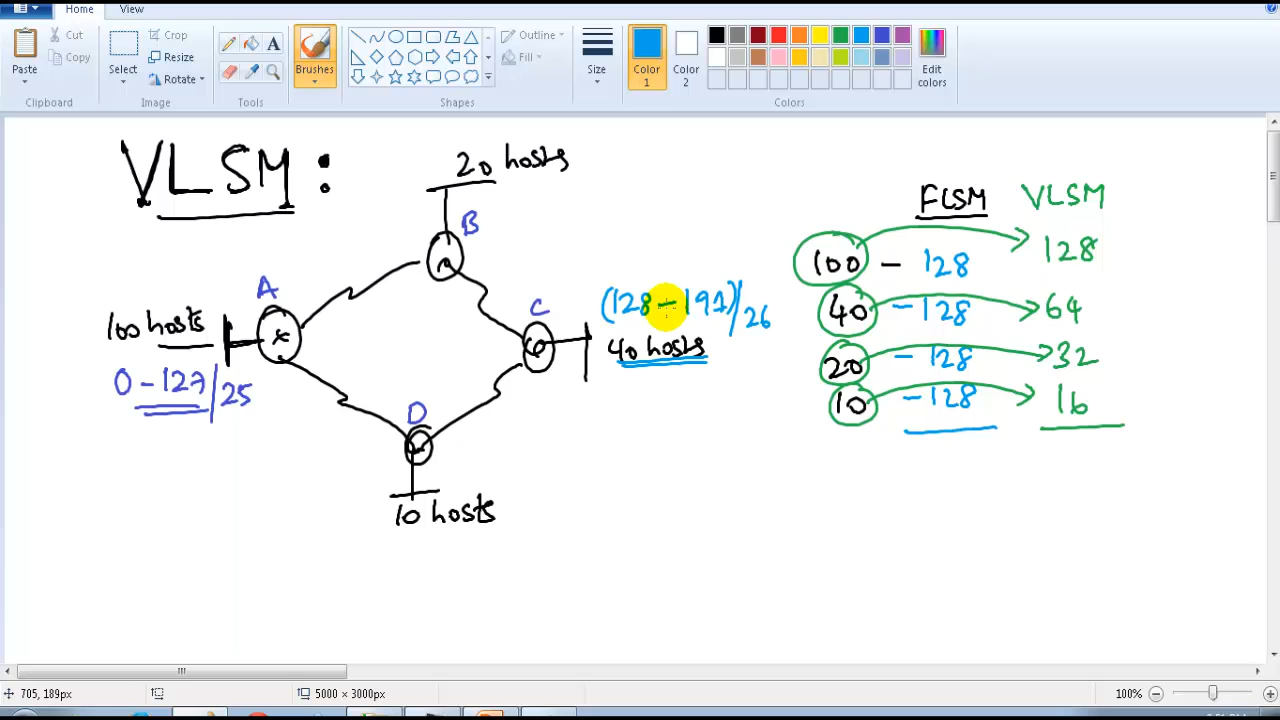 Home
View
Paste
Cut
Copy
Clipboard
Select
Crop
Resize
Rotate
Image
A
Tools
Brushes
Outline
Fill
Shapes
Size
Color 1
Color 2
Edit colors
Colors
VLSM:
20 hosts
B
A
100 hosts
0 - 127/25
C
(128 - 191)/26
40 hosts
D
10 hosts
FLSM VLSM
100 - 128 128
40 - 128 64
20 - 128 32
10 - 128 16
705, 189px
5000 × 3000px
100%